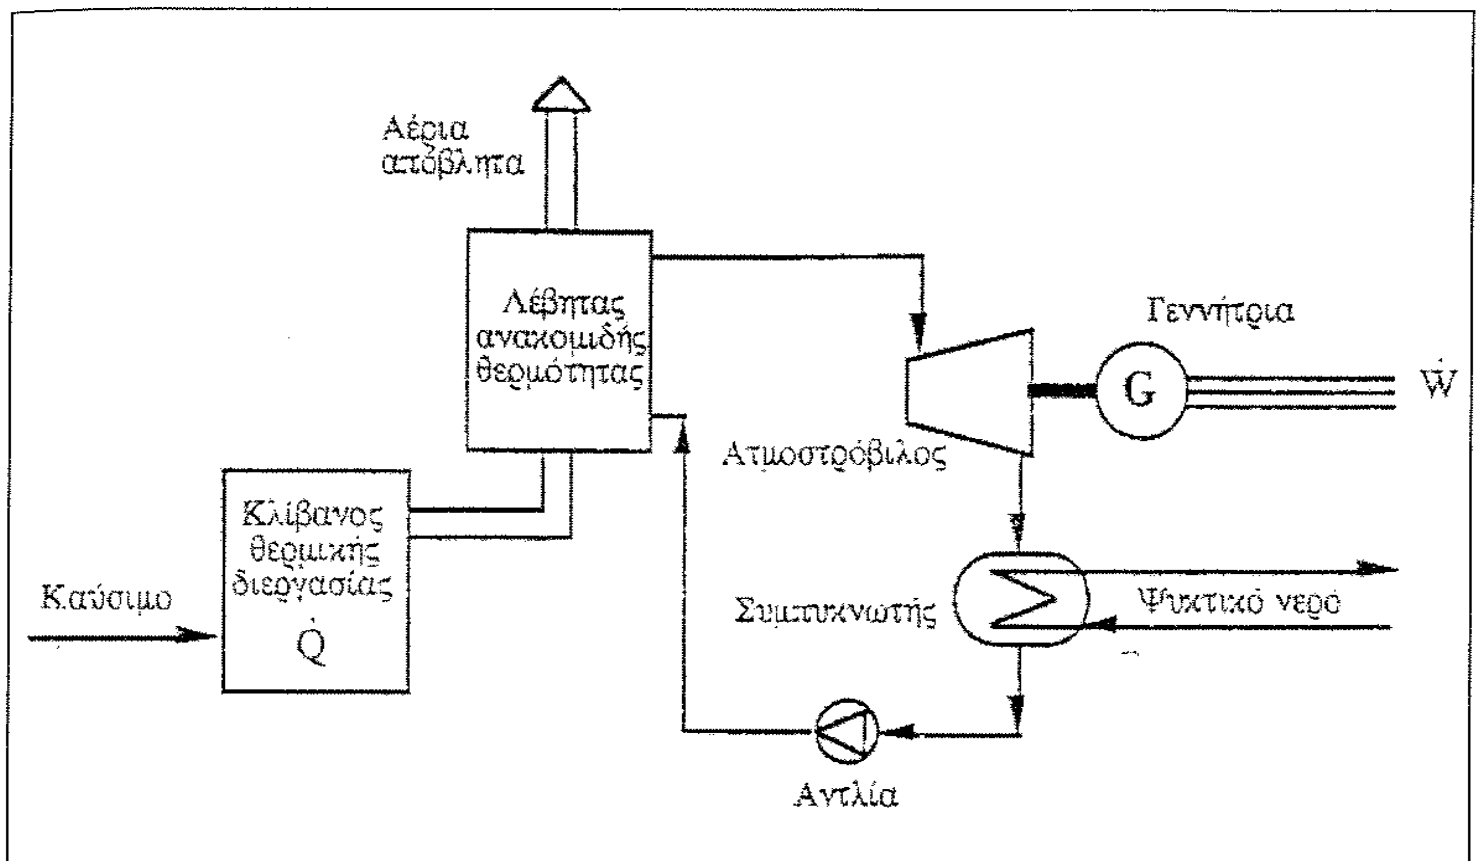 Αέρια
απόβλητα
Λέβητας
ανακομιδής
θερμότητας
Γεννήτρια
G
Ẇ
Ατμοστρόβιλος
Κλίβανος
θερμικής
διεργασίας
Q̇
Καύσιμο
Συμπυκνωτής
Ψυκτικό νερό
Αντλία